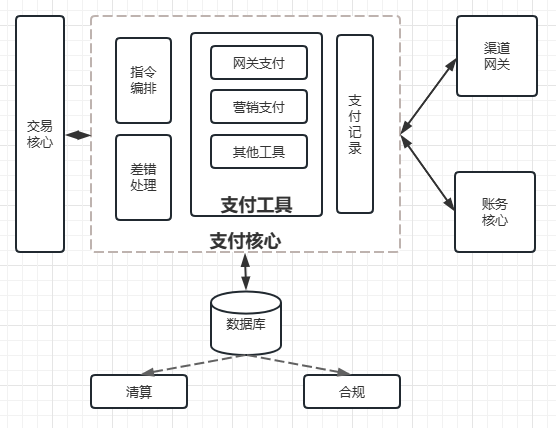 交易
核心
指令
编排
差错
处理
网关支付
营销支付
其他工具
支付工具
支
付
记
录
支付核心
渠道
网关
账务
核心
数据库
清算
合规